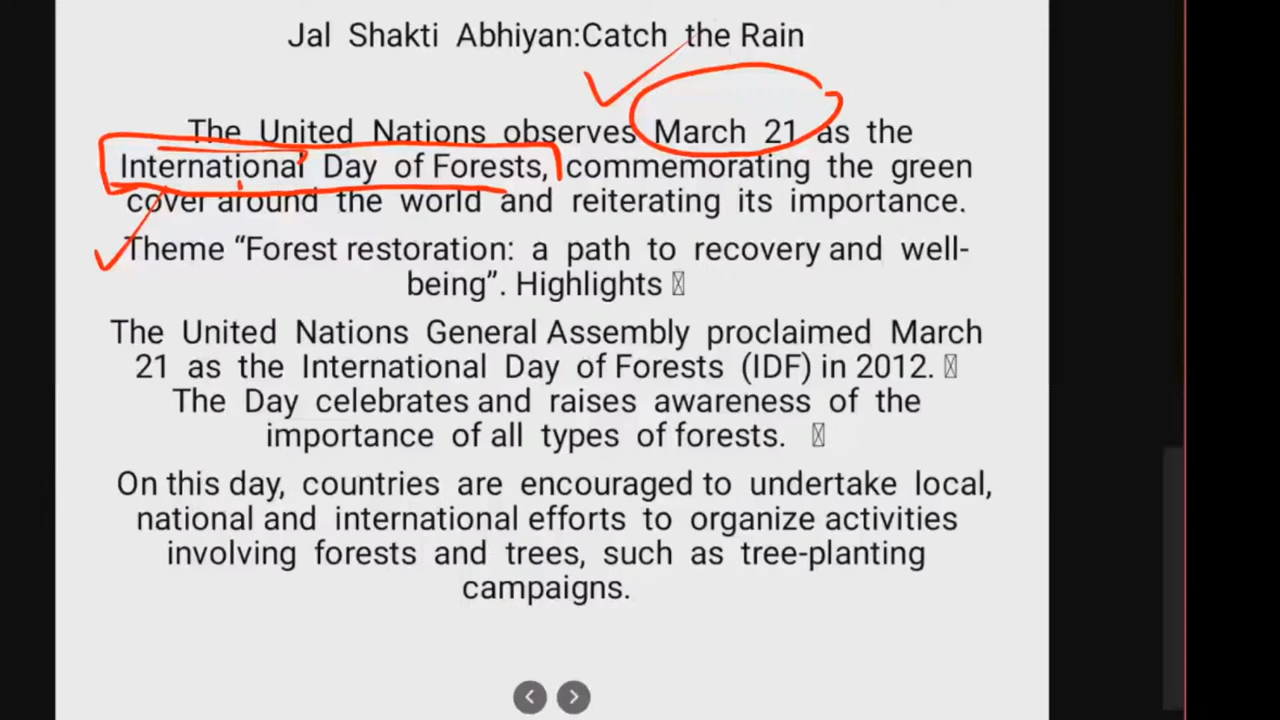 Jal Shakti Abhiyan:Catch the Rain
The United Nations observes March 21 as the
International Day of Forests, commemorating the green
cover around the world and reiterating its importance.
Theme “Forest restoration: a path to recovery and well-
being”. Highlights
The United Nations General Assembly proclaimed March
21 as the International Day of Forests (IDF) in 2012.
The Day celebrates and raises awareness of the
importance of all types of forests.
On this day, countries are encouraged to undertake local,
national and international efforts to organize activities
involving forests and trees, such as tree-planting
campaigns.